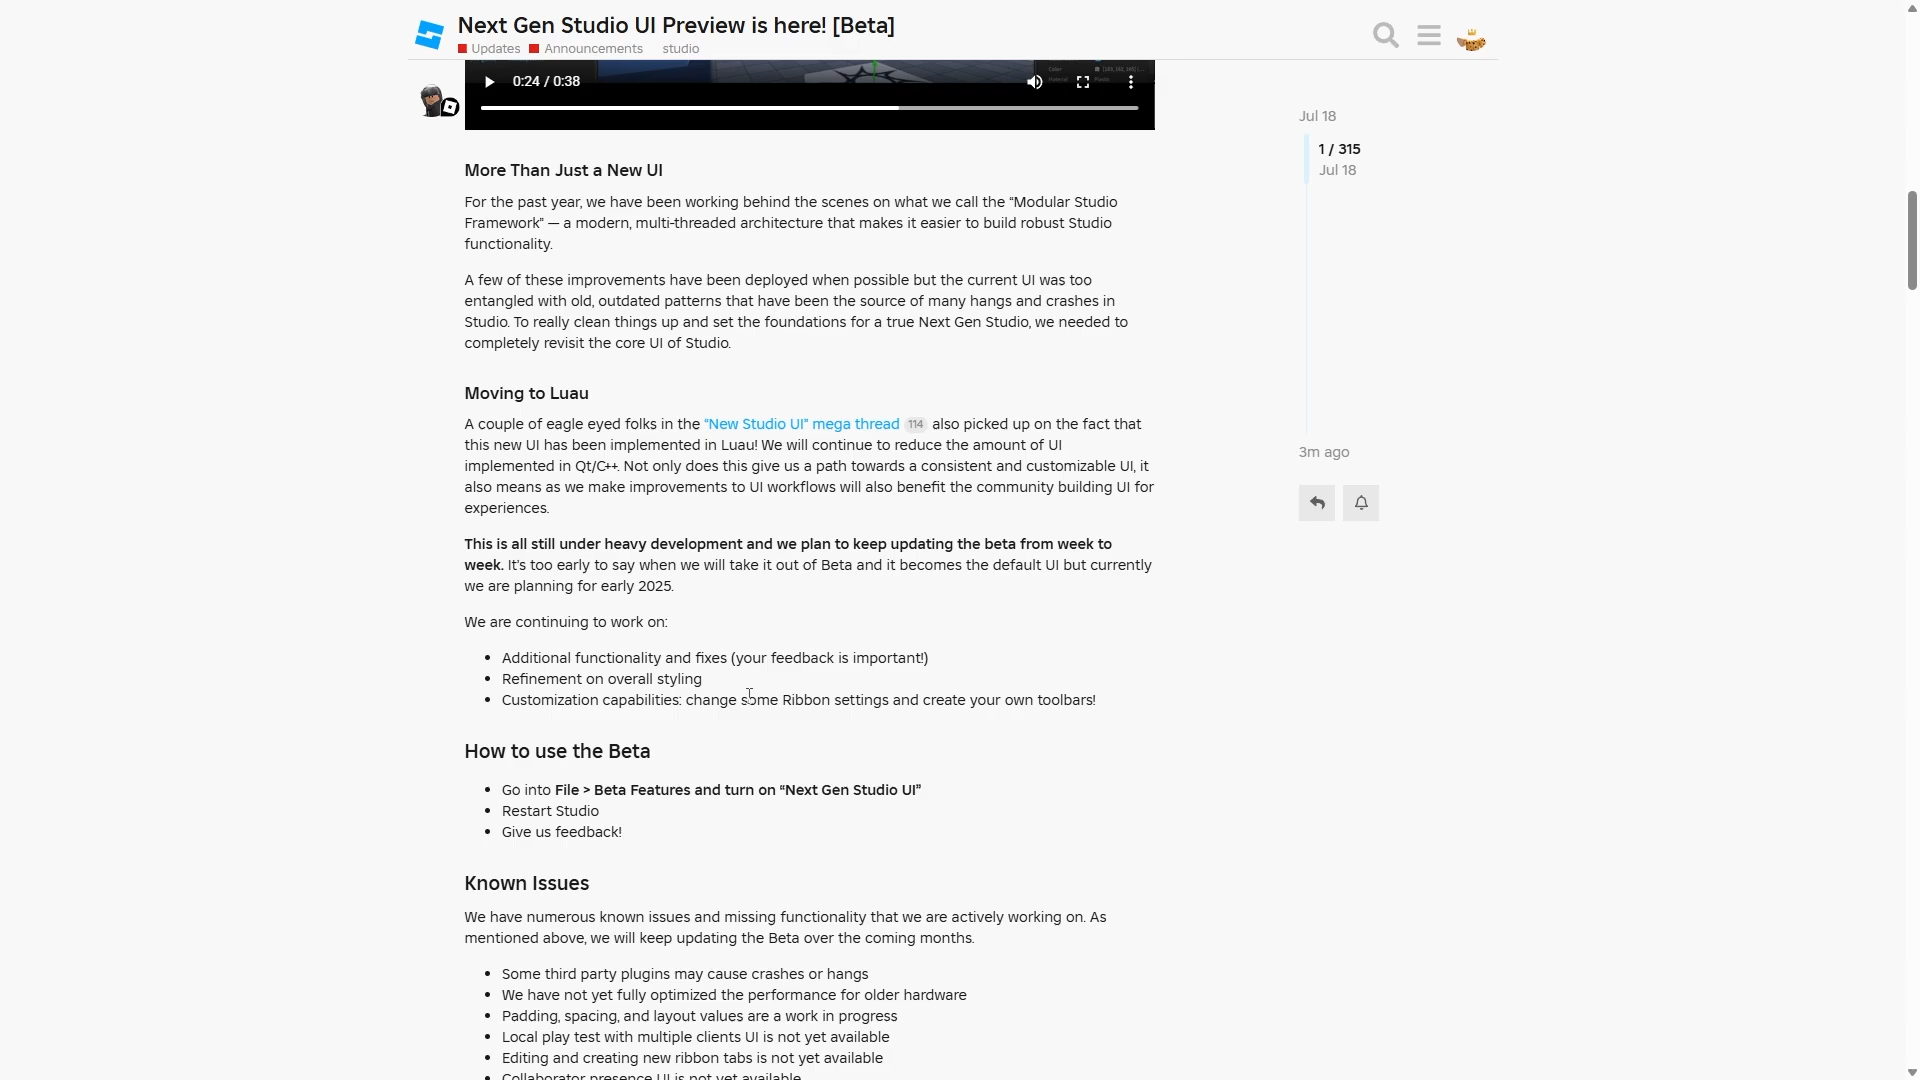 Next Gen Studio UI Preview is here! [Beta]
Updates Announcements studio
0:24 / 0:38
More Than Just a New UI
For the past year, we have been working behind the scenes on what we call the “Modular Studio
Framework” — a modern, multi-threaded architecture that makes it easier to build robust Studio
functionality.
A few of these improvements have been deployed when possible but the current UI was too
entangled with old, outdated patterns that have been the source of many hangs and crashes in
Studio. To really clean things up and set the foundations for a true Next Gen Studio, we needed to
completely revisit the core UI of Studio.
Moving to Luau
A couple of eagle eyed folks in the “New Studio UI” mega thread 114 also picked up on the fact that
this new UI has been implemented in Luau! We will continue to reduce the amount of UI
implemented in Qt/C++. Not only does this give us a path towards a consistent and customizable UI, it
also means as we make improvements to UI workflows will also benefit the community building UI for
experiences.
This is all still under heavy development and we plan to keep updating the beta from week to
week. It’s too early to say when we will take it out of Beta and it becomes the default UI but currently
we are planning for early 2025.
We are continuing to work on:
• Additional functionality and fixes (your feedback is important!)
• Refinement on overall styling
• Customization capabilities: change some Ribbon settings and create your own toolbars!
How to use the Beta
• Go into File > Beta Features and turn on “Next Gen Studio UI”
• Restart Studio
• Give us feedback!
Known Issues
We have numerous known issues and missing functionality that we are actively working on. As
mentioned above, we will keep updating the Beta over the coming months.
• Some third party plugins may cause crashes or hangs
• We have not yet fully optimized the performance for older hardware
• Padding, spacing, and layout values are a work in progress
• Local play test with multiple clients UI is not yet available
• Editing and creating new ribbon tabs is not yet available
• Collaborator presence UI is not yet available
Jul 18
1 / 315
Jul 18
3m ago